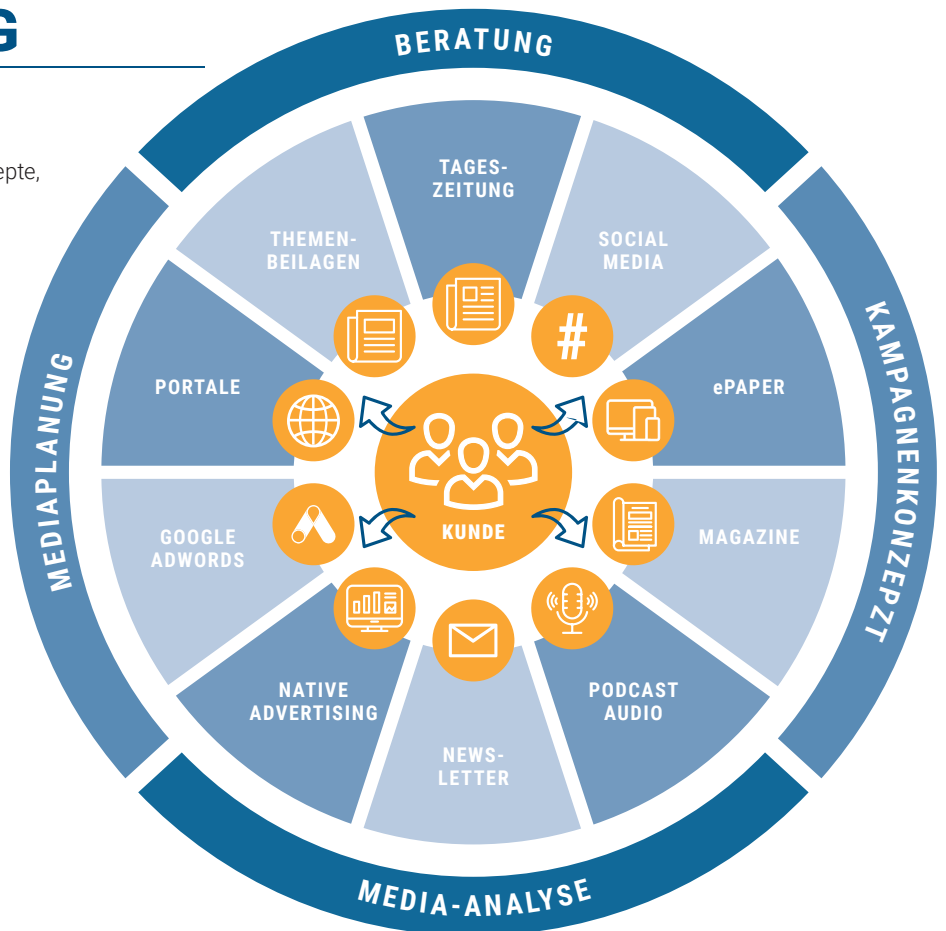 G
epte,
BERATUNG
TAGES-
ZEITUNG
SOCIAL
MEDIA
ePAPER
MAGAZINE
PODCAST
AUDIO
NEWS-
LETTER
NATIVE
ADVERTISING
GOOGLE
ADWORDS
PORTALE
THEMEN-
BEILAGEN
#
KUNDE
KAMPAGNENKONZEPZT
MEDIA-ANALYSE
MEDIAPLANUNG